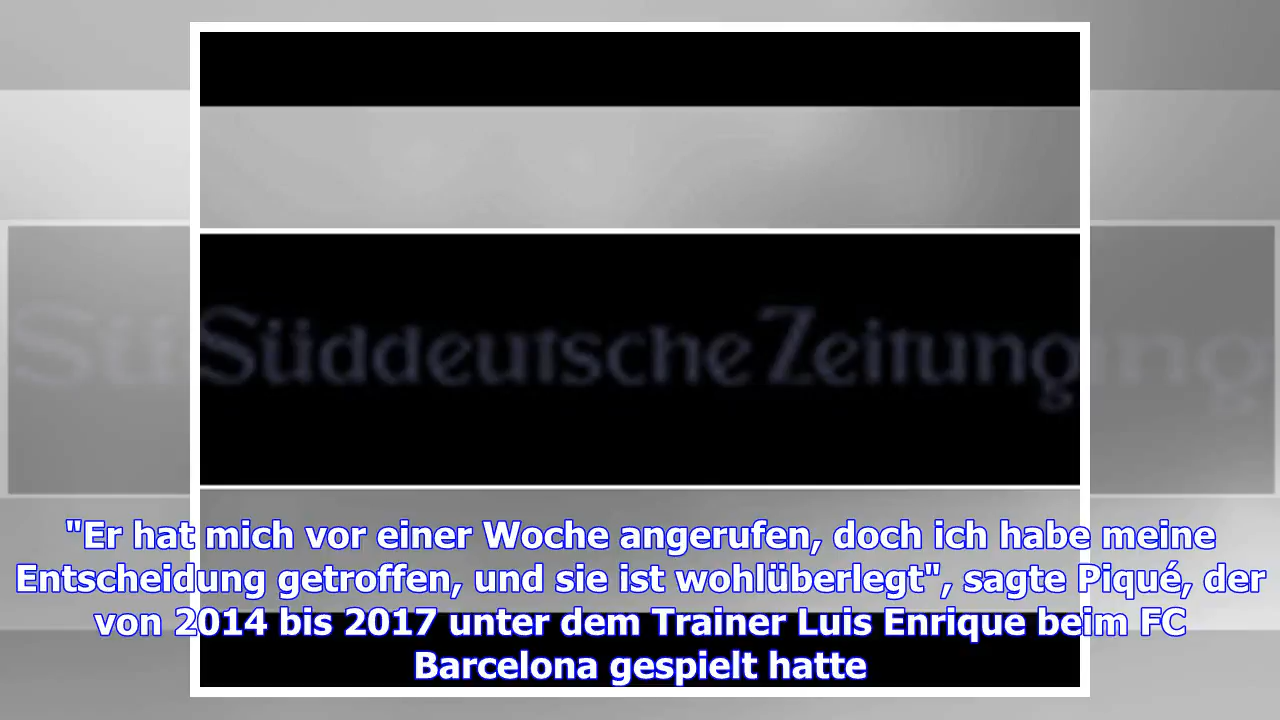 Süddeutsche Zeitung
"Er hat mich vor einer Woche angerufen, doch ich habe meine
Entscheidung getroffen, und sie ist wohlüberlegt", sagte Piqué, der
von 2014 bis 2017 unter dem Trainer Luis Enrique beim FC
Barcelona gespielt hatte